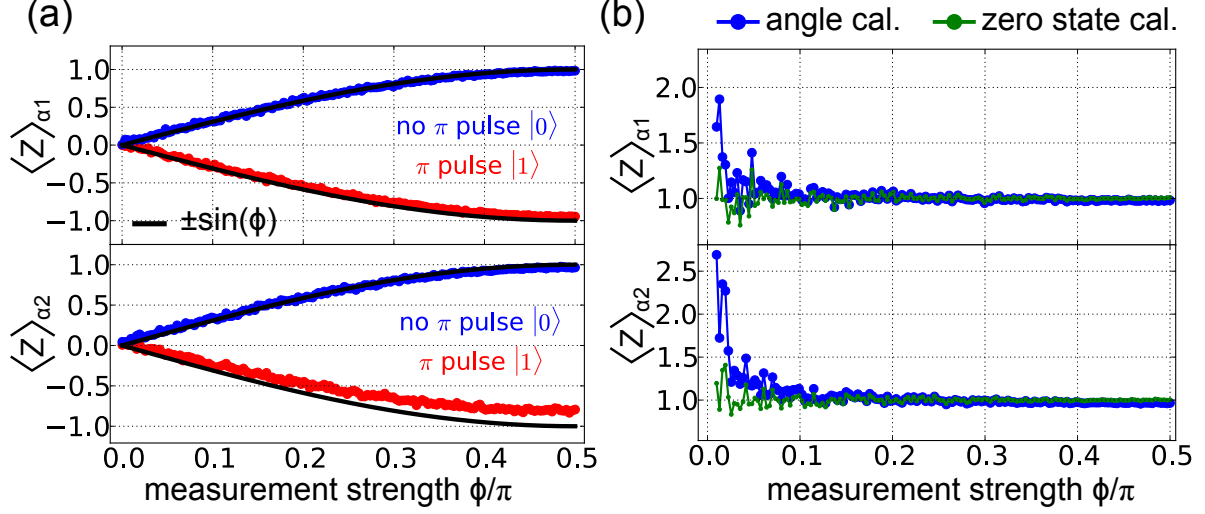 (a)
⟨Z⟩α1
1.0
0.5
0.0
−0.5
−1.0
no π pulse |0⟩
π pulse |1⟩
±sin(ϕ)
⟨Z⟩α2
1.0
0.5
0.0
−0.5
−1.0
no π pulse |0⟩
π pulse |1⟩
0.0 0.1 0.2 0.3 0.4 0.5
measurement strength ϕ/π
(b)
angle cal. zero state cal.
⟨Z⟩α1
2.0
1.5
1.0
⟨Z⟩α2
2.5
2.0
1.5
1.0
0.0 0.1 0.2 0.3 0.4 0.5
measurement strength ϕ/π